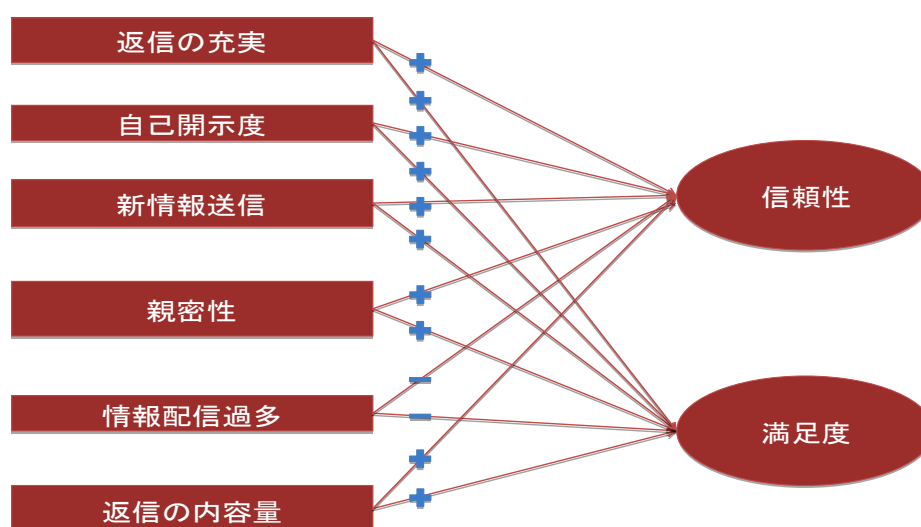 返信の充実
自己開示度
新情報送信
親密性
情報配信過多
返信の内容量
信頼性
満足度